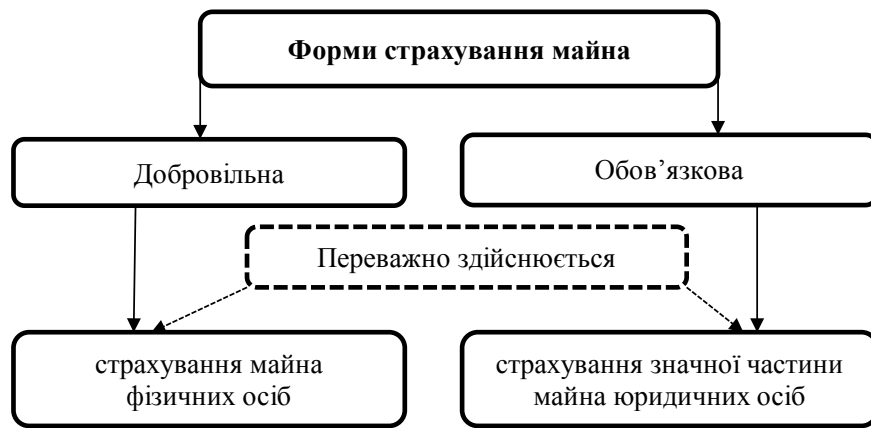 Форми страхування майна
Добровільна
Обов’язкова
Переважно здійснюється
страхування майна
фізичних осіб
страхування значної частини
майна юридичних осіб